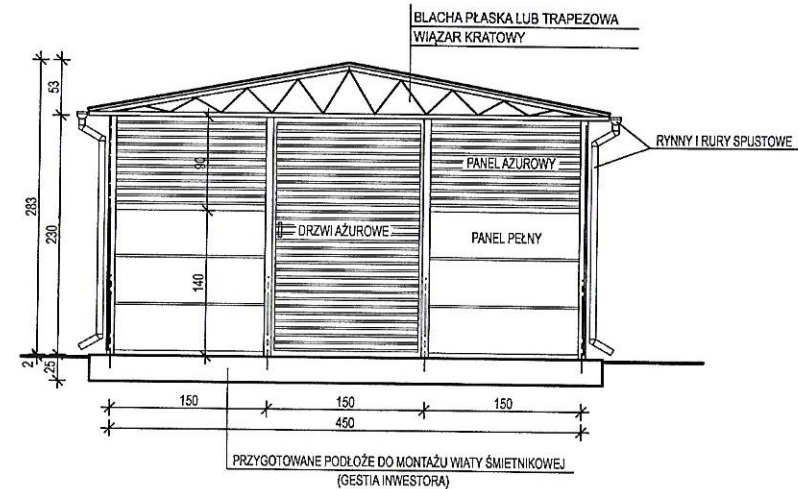 BLACHA PŁASKA LUB TRAPEZOWA
WIĄZAR KRATOWY
53
RYNNY I RURY SPUSTOWE
PANEL AŻUROWY
90
283
230
DRZWI AŻUROWE
PANEL PEŁNY
140
2
25
150
150
150
450
PRZYGOTOWANE PODŁOŻE DO MONTAŻU WIATY ŚMIETNIKOWEJ
(GESTIA INWESTORA)